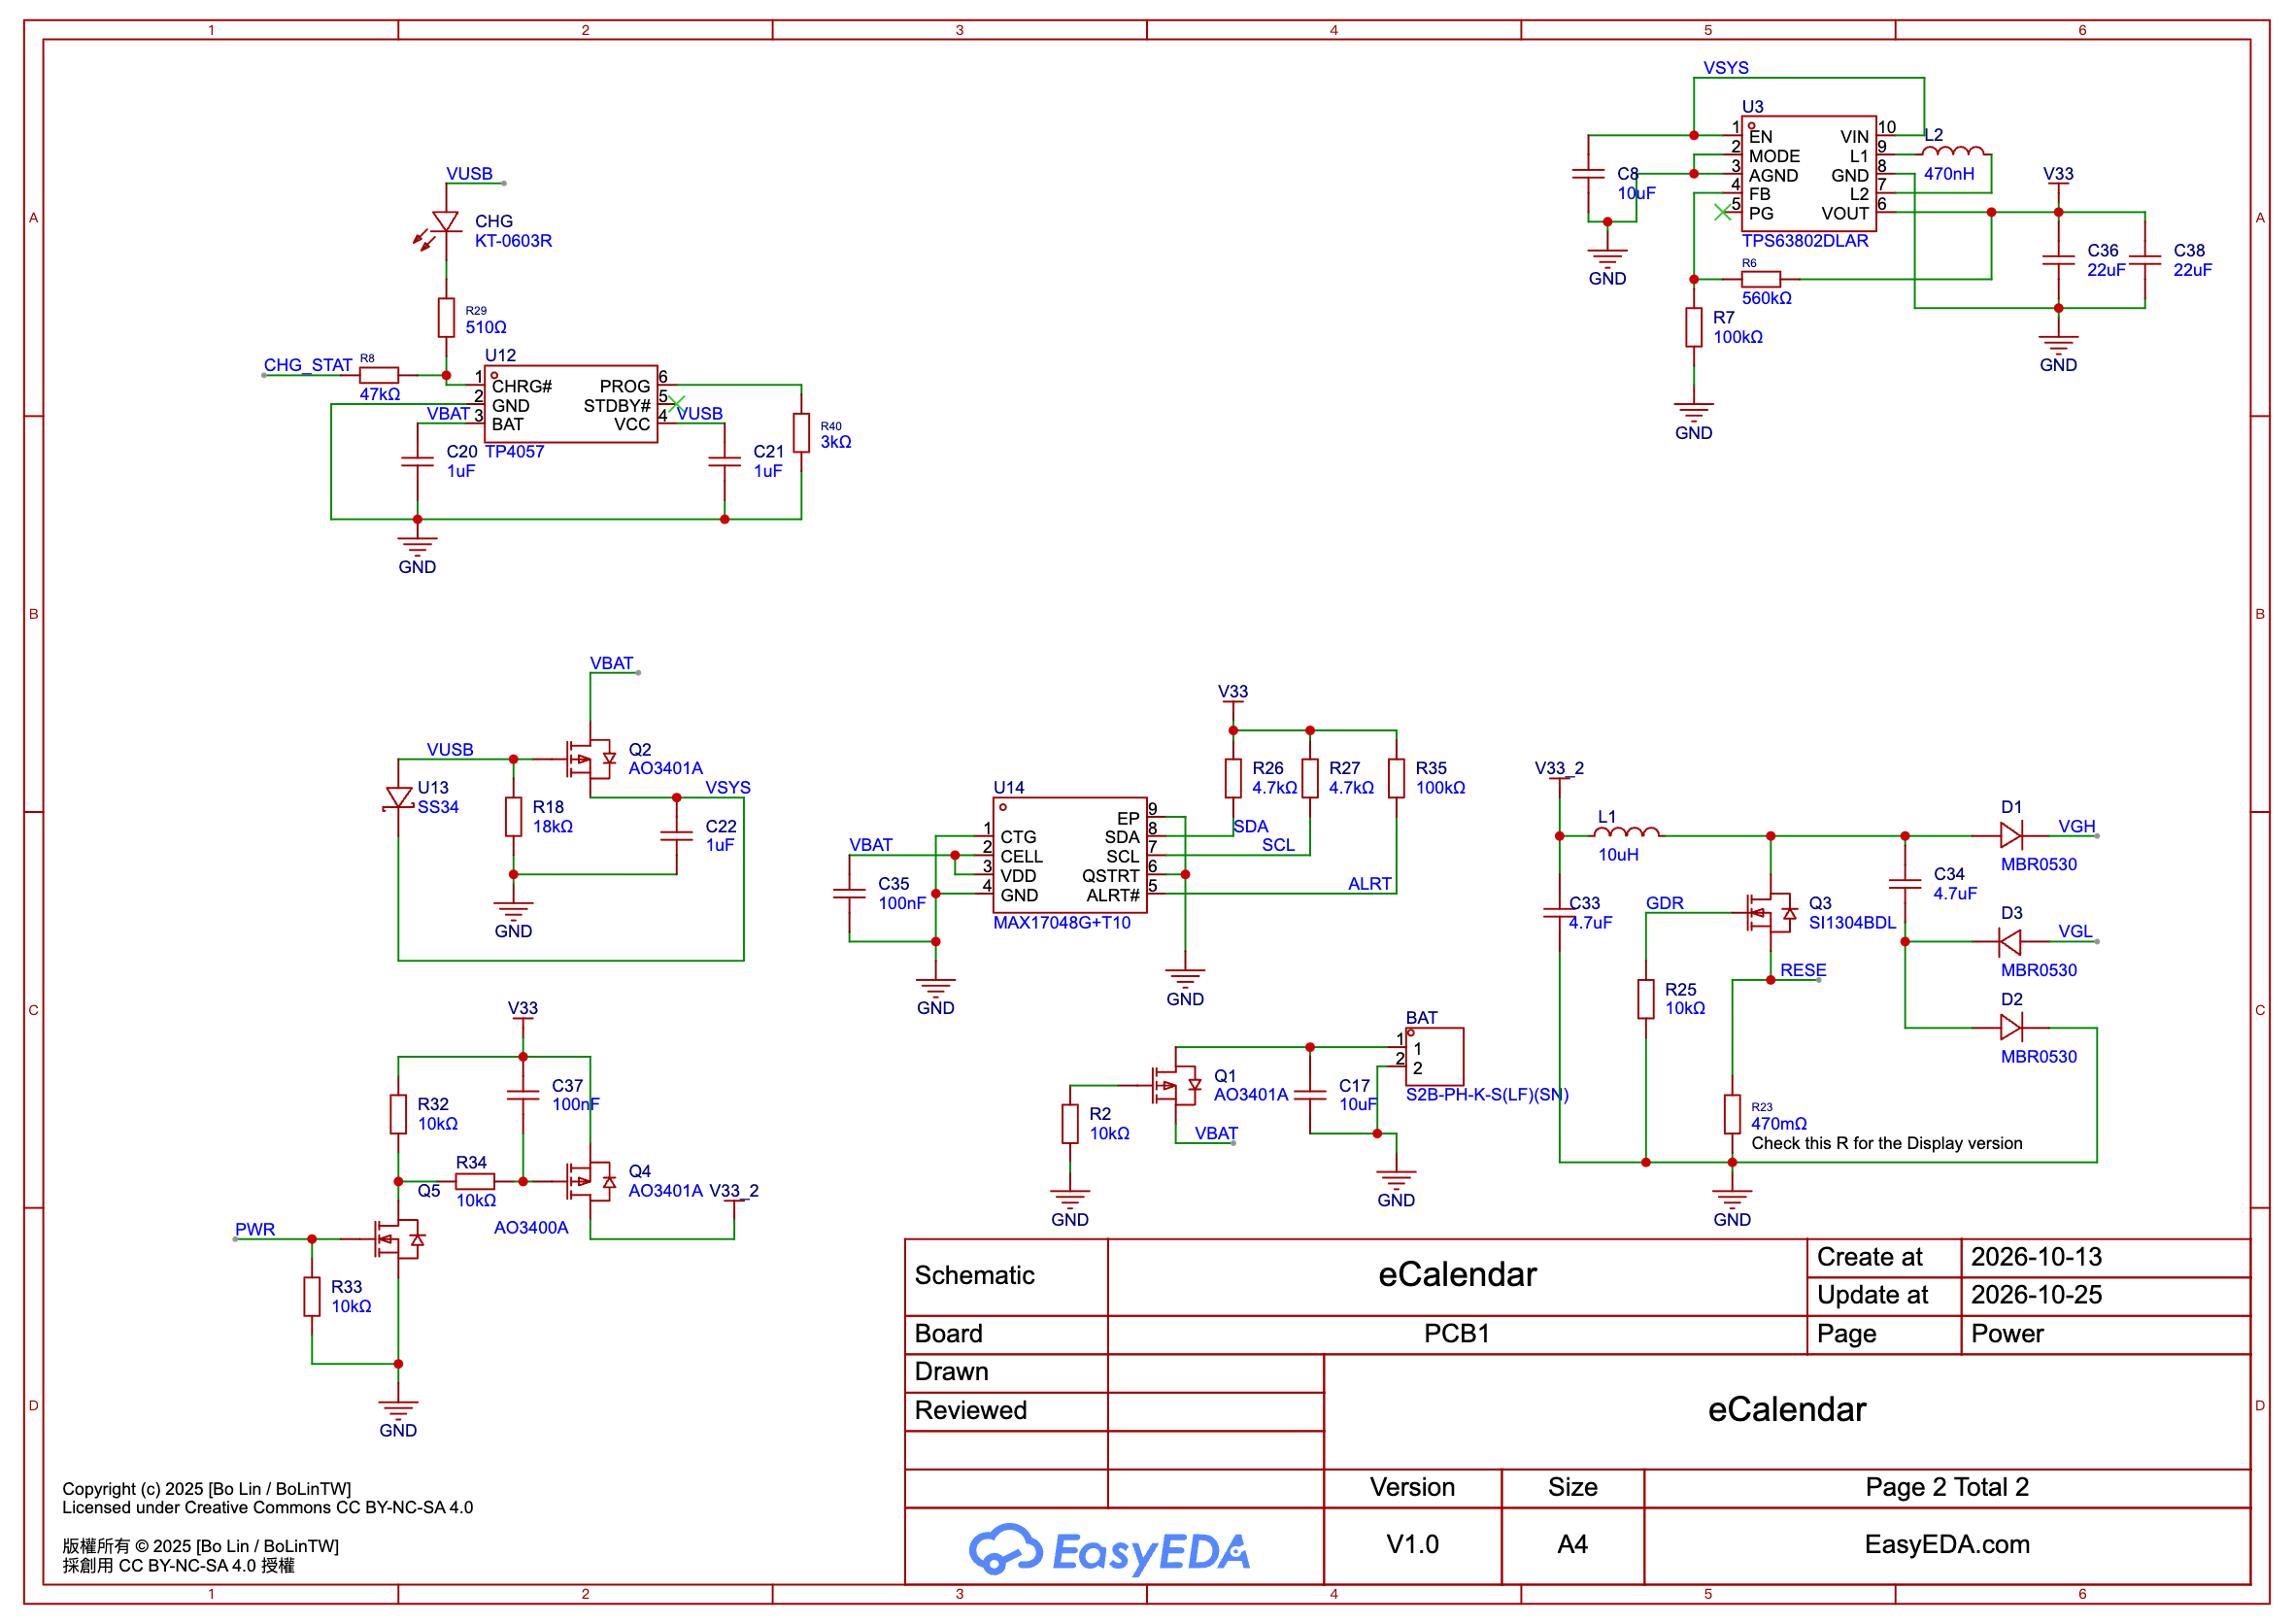 1 2 3 4 5 6
A
B
C
D
A
B
C
D
1 2 3 4 5 6
VUSB
CHG
KT-0603R
R29
510Ω
CHG_STAT
R8
47kΩ
U12
1 CHRG#
2 GND
3 BAT
PROG 6
STDBY# 5
VCC 4
TP4057
VBAT
VUSB
C20
1uF
C21
1uF
R40
3kΩ
GND
VSYS
U3
1 EN
2 MODE
3 AGND
4 FB
5 PG
VIN 10
L1 9
GND 8
L2 7
VOUT 6
TPS63802DLAR
C8
10uF
GND
L2
470nH
V33
C36
22uF
C38
22uF
R6
560kΩ
R7
100kΩ
GND
GND
VBAT
VUSB
Q2
AO3401A
U13
SS34
R18
18kΩ
VSYS
C22
1uF
GND
V33
R26
4.7kΩ
R27
4.7kΩ
R35
100kΩ
U14
1 CTG
2 CELL
3 VDD
4 GND
EP 9
SDA 8
SCL 7
QSTRT 6
ALRT# 5
MAX17048G+T10
SDA
SCL
ALRT
VBAT
C35
100nF
GND
GND
V33_2
L1
10uH
D1
VGH
MBR0530
C33
4.7uF
GDR
Q3
SI1304BDL
C34
4.7uF
D3
VGL
MBR0530
RESE
R25
10kΩ
D2
MBR0530
R23
470mΩ
Check this R for the Display version
GND
V33
R32
10kΩ
C37
100nF
R34
10kΩ
Q4
AO3401A
V33_2
Q5
AO3400A
PWR
R33
10kΩ
GND
BAT
1 1
2 2
S2B-PH-K-S(LF)(SN)
Q1
AO3401A
C17
10uF
R2
10kΩ
VBAT
GND
GND
Schematic
eCalendar
Create at 2026-10-13
Update at 2026-10-25
Board
PCB1
Page
Power
Drawn
Reviewed
eCalendar
Version
Size
Page 2 Total 2
EasyEDA
V1.0
A4
EasyEDA.com
Copyright (c) 2025 [Bo Lin / BoLinTW]
Licensed under Creative Commons CC BY-NC-SA 4.0
版權所有 © 2025 [Bo Lin / BoLinTW]
採創用 CC BY-NC-SA 4.0 授權